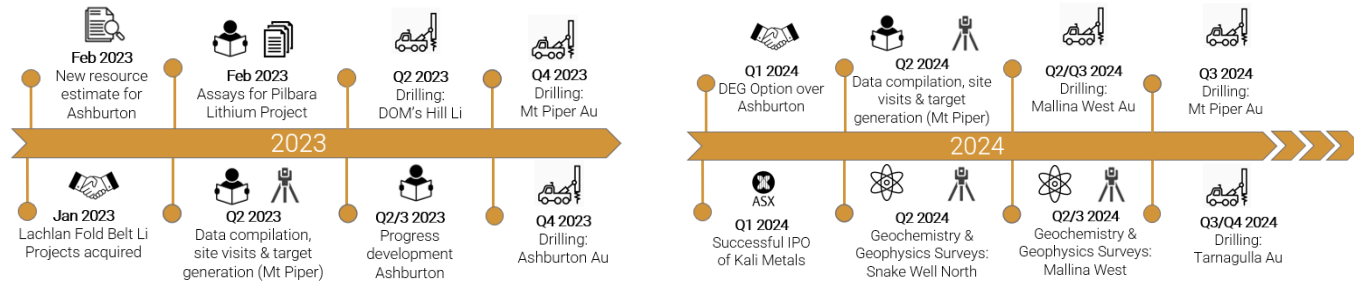 Feb 2023
New resource
estimate for
Ashburton
Feb 2023
Assays for Pilbara
Lithium Project
Q2 2023
Drilling:
DOM's Hill Li
Q4 2023
Drilling:
Mt Piper Au
2023
Jan 2023
Lachlan Fold Belt Li
Projects acquired
Q2 2023
Data compilation,
site visits & target
generation (Mt Piper)
Q2/3 2023
Progress
development
Ashburton
Q4 2023
Drilling:
Ashburton Au
Q1 2024
DEG Option over
Ashburton
Q2 2024
Data compilation, site
visits & target
generation (Mt Piper)
Q2/Q3 2024
Drilling:
Mallina West Au
Q3 2024
Drilling:
Mt Piper Au
2024
ASX
Q1 2024
Successful IPO
of Kali Metals
Q2 2024
Geochemistry &
Geophysics Surveys:
Snake Well North
Q2/3 2024
Geochemistry &
Geophysics Surveys:
Mallina West
Q3/Q4 2024
Drilling:
Tarnagulla Au